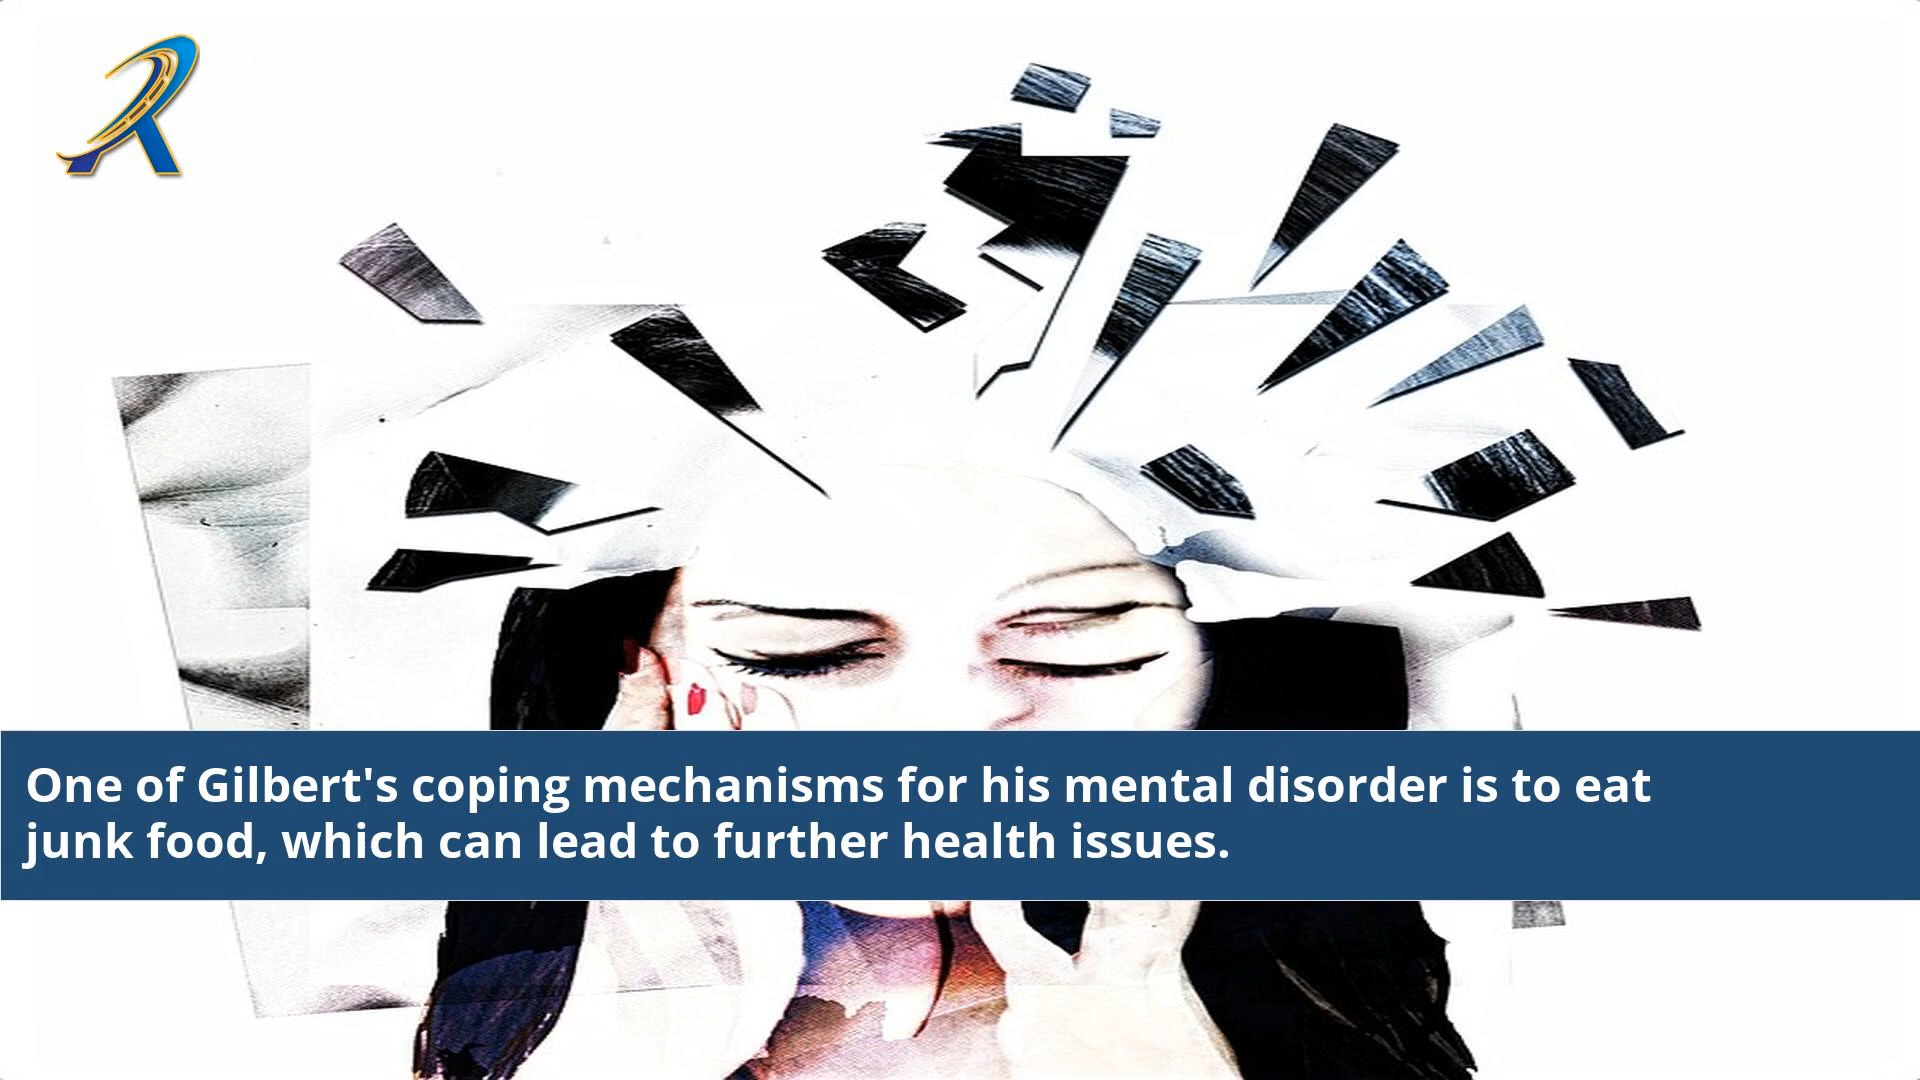 One of Gilbert's coping mechanisms for his mental disorder is to eat
junk food, which can lead to further health issues.